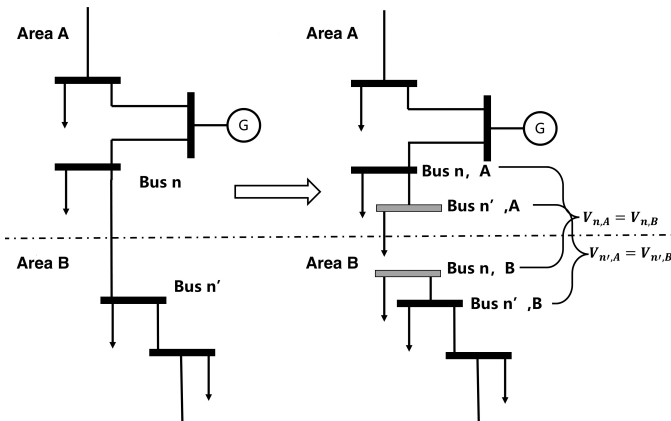 Area A
G
Bus n
Area B
Bus n’
Area A
G
Bus n, A
Bus n’ ,A
V_{n,A} = V_{n,B}
Area B
V_{n′,A} = V_{n′,B}
Bus n, B
Bus n’ ,B